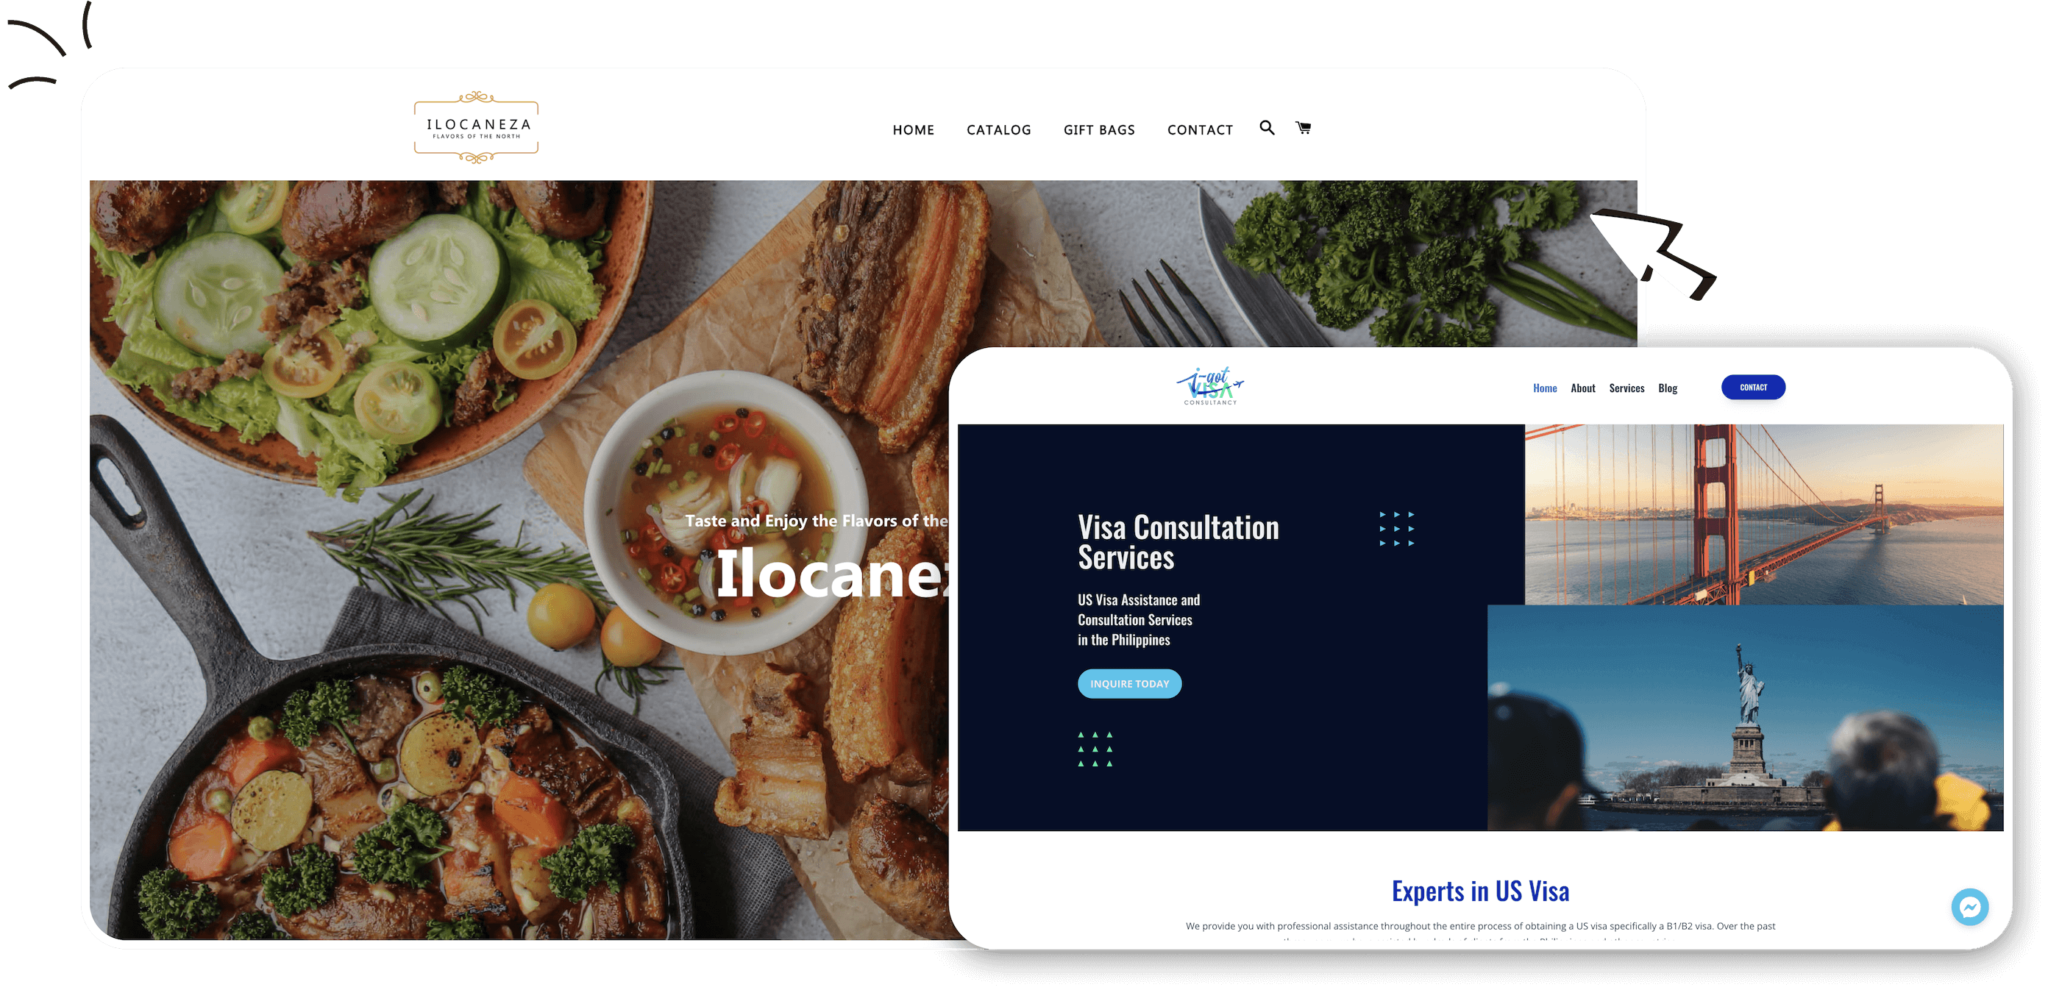 ILOCANEZA
FLAVORS OF THE NORTH
HOME CATALOG GIFT BAGS CONTACT
Taste and Enjoy the Flavors of the
Ilocane
i-got
VISA
CONSULTANCY
Home About Services Blog CONTACT
Visa Consultation
Services
US Visa Assistance and
Consultation Services
in the Philippines
INQUIRE TODAY
Experts in US Visa
We provide you with professional assistance throughout the entire process of obtaining a US visa specifically a B1/B2 visa. Over the past